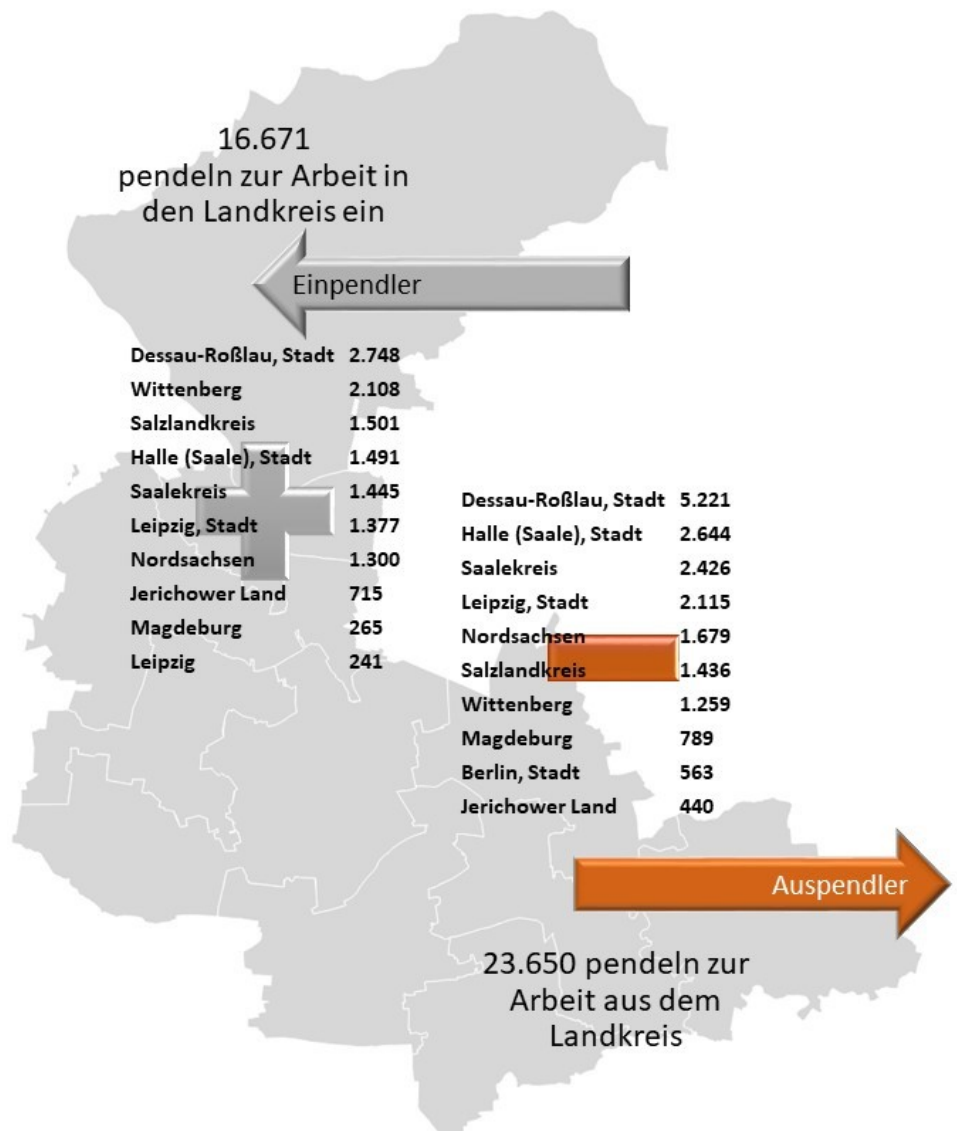 16.671
pendeln zur Arbeit in
den Landkreis ein
Einpendler
Dessau-Roßlau, Stadt 2.748
Wittenberg 2.108
Salzlandkreis 1.501
Halle (Saale), Stadt 1.491
Saalekreis 1.445
Leipzig, Stadt 1.377
Nordsachsen 1.300
Jerichower Land 715
Magdeburg 265
Leipzig 241
Dessau-Roßlau, Stadt 5.221
Halle (Saale), Stadt 2.644
Saalekreis 2.426
Leipzig, Stadt 2.115
Nordsachsen 1.679
Salzlandkreis 1.436
Wittenberg 1.259
Magdeburg 789
Berlin, Stadt 563
Jerichower Land 440
Auspendler
23.650 pendeln zur
Arbeit aus dem
Landkreis